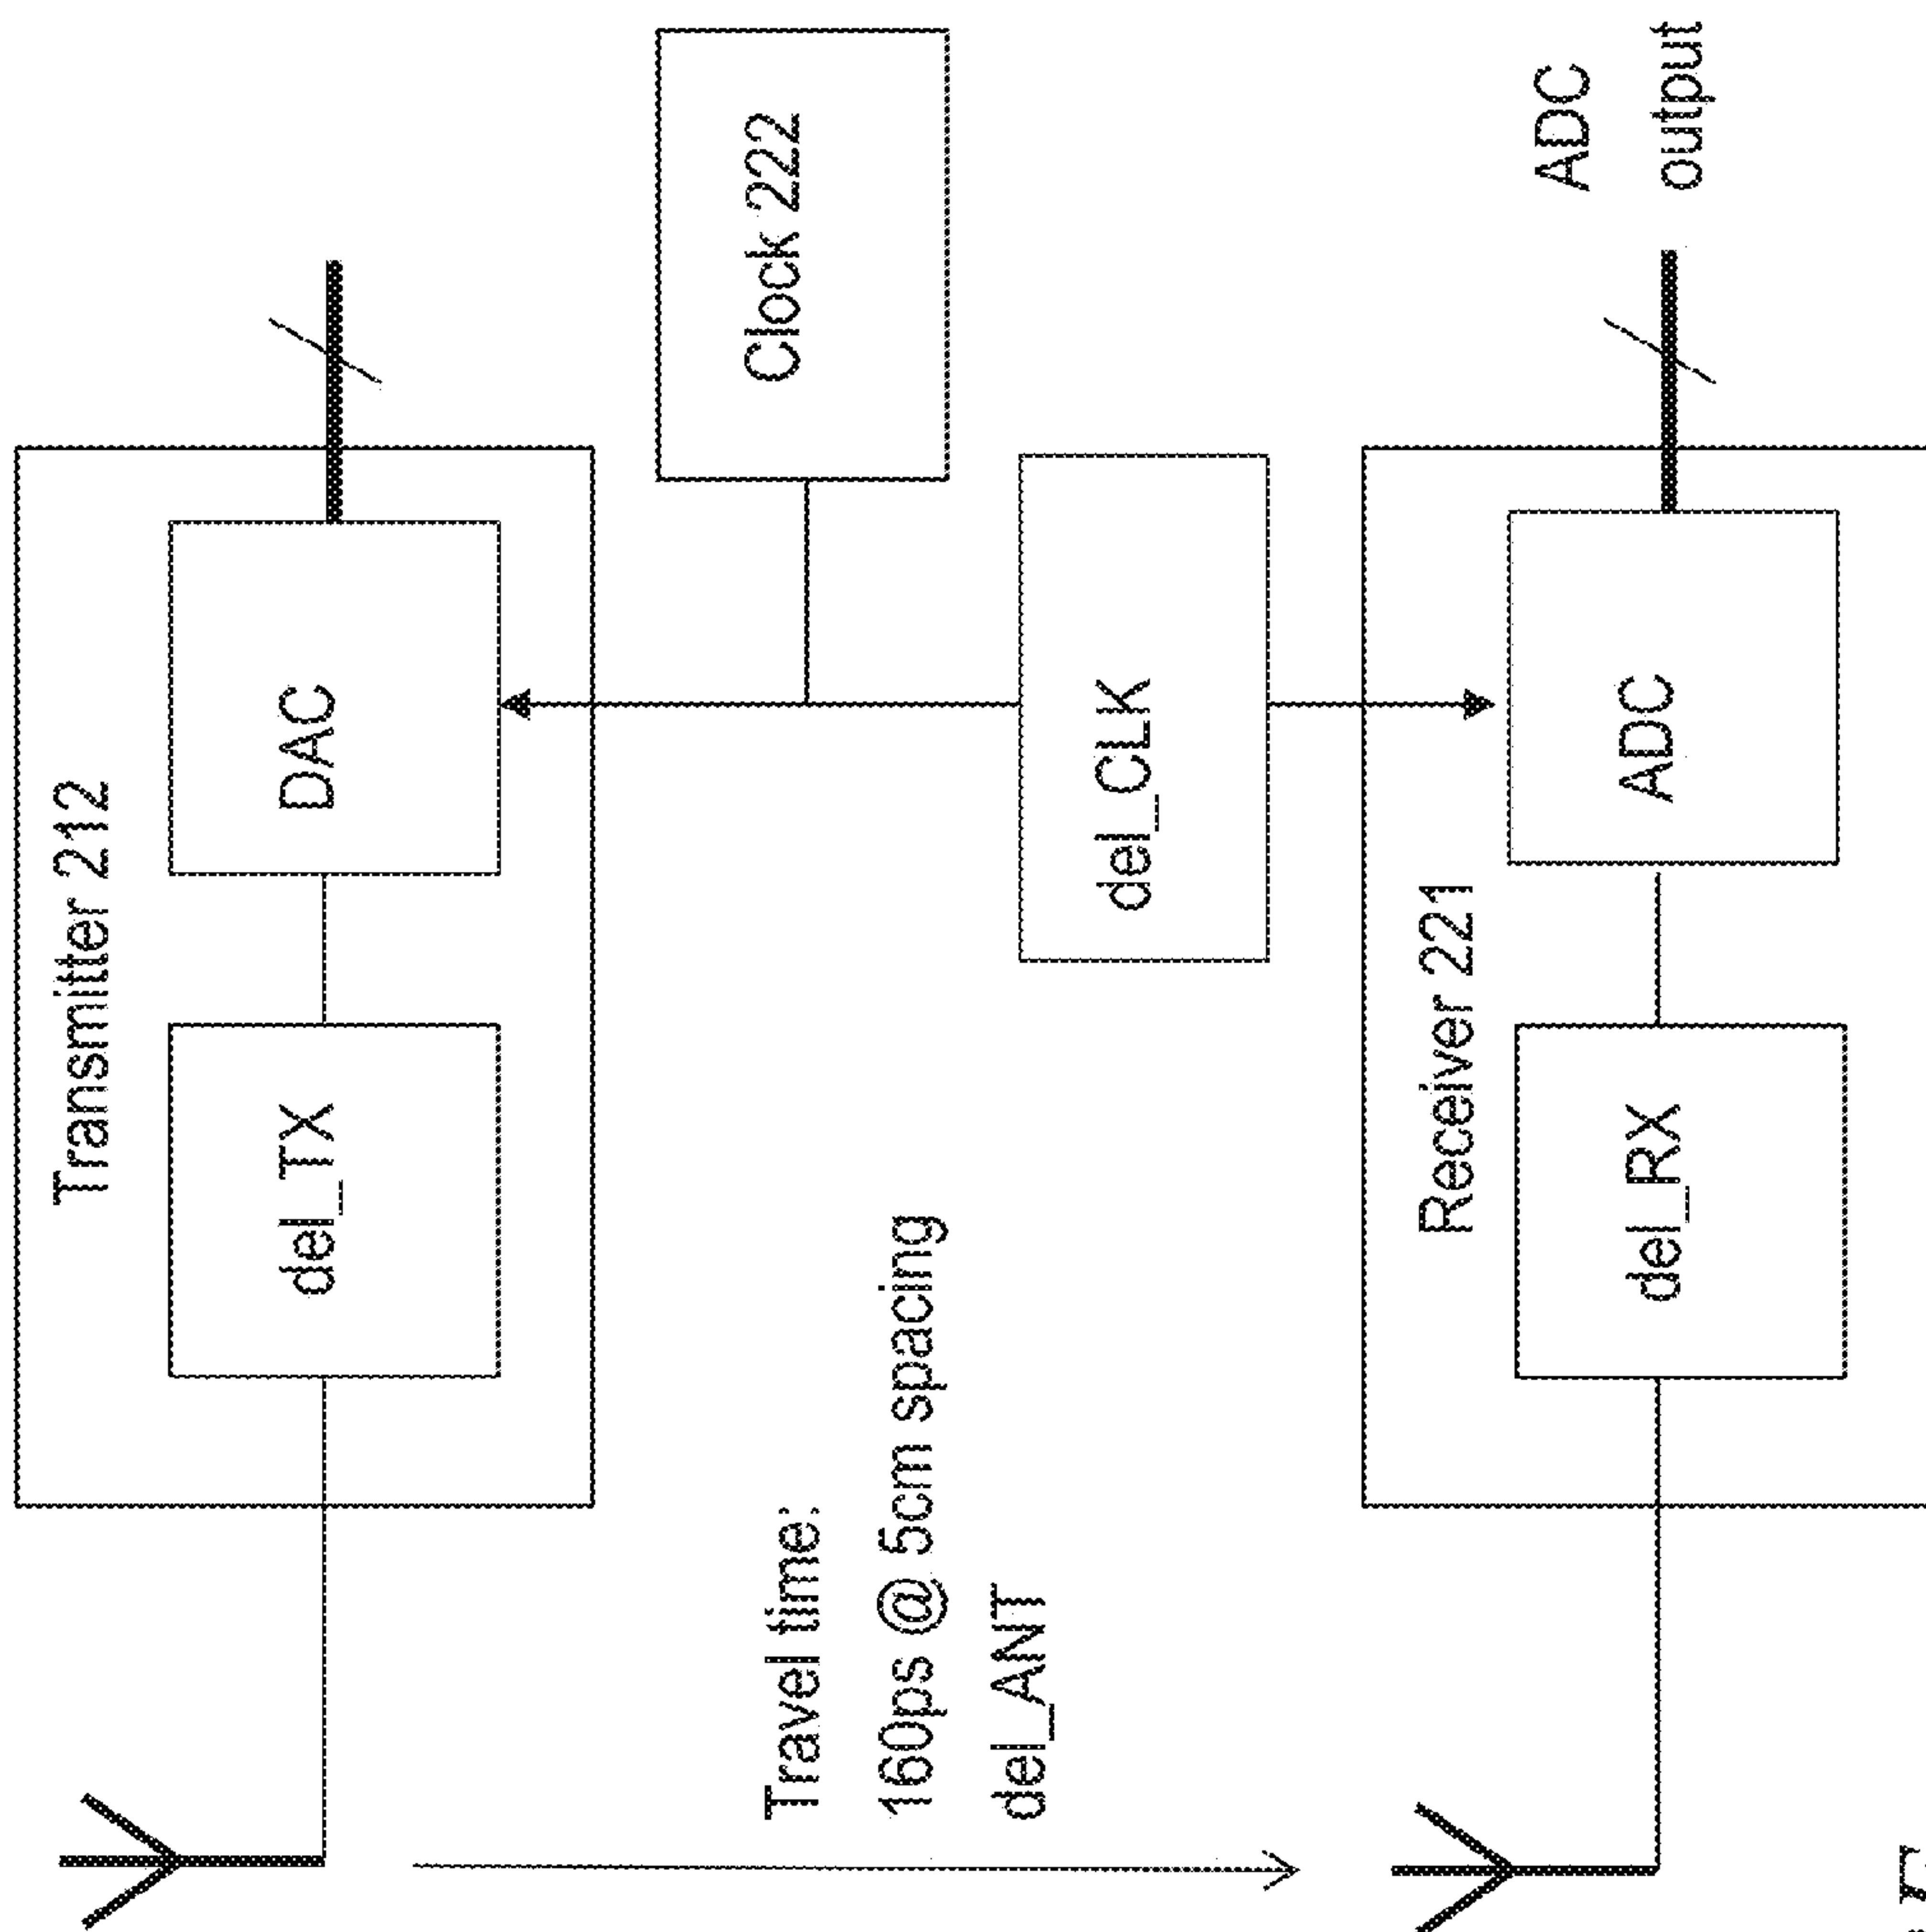 Transmitter 212
del_TX
DAC
Clock 222
Travel time:
160ps @ 5cm spacing
del_ANT
del_CLK
Receiver 221
del_RX
ADC
ADC
output